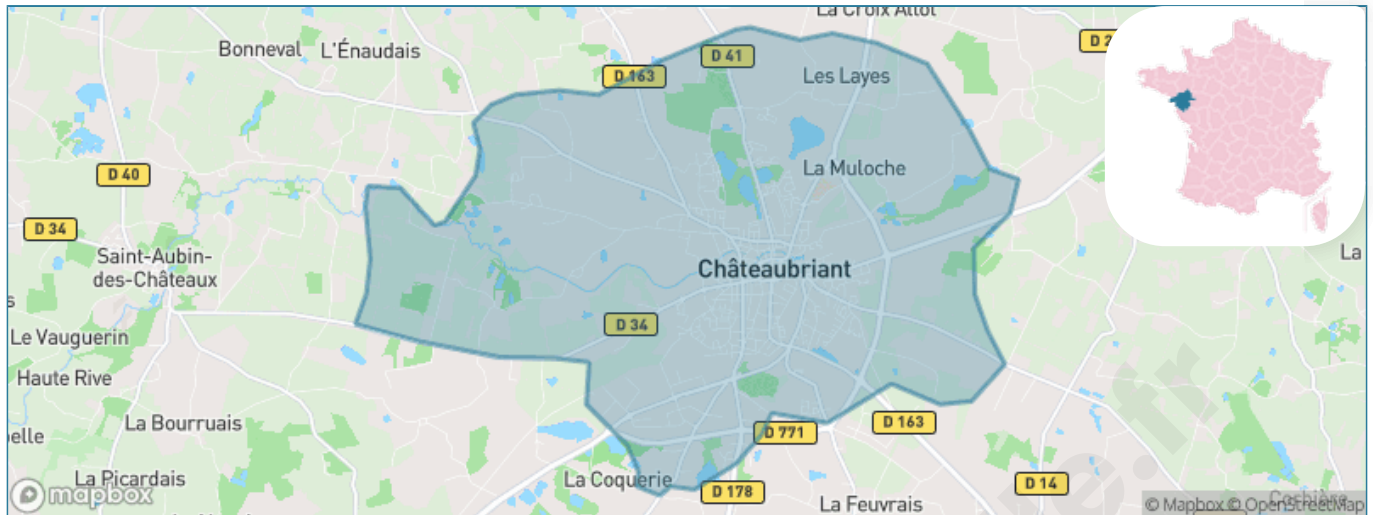 La Croix Allot
Bonneval
L'Énaudais
D 41
D 163
Les Layes
D 40
La Muloche
D 34
Saint-Aubin-
des-Châteaux
La
Châteaubriant
D 34
Le Vauguerin
Haute Rive
La Bourruais
elle
D 771
D 163
La Picardais
La Coquerie
D 178
D 14
La Feuvrais
mapbox
© Mapbox © OpenStreetMap